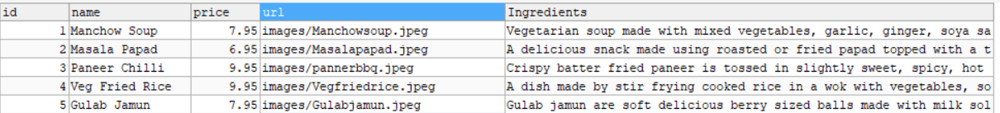 id name price url Ingredients
1 Manchow Soup 7.95 images/Manchowsoup.jpeg Vegetarian soup made with mixed vegetables, garlic, ginger, soya sa
2 Masala Papad 6.95 images/Masalapapad.jpeg A delicious snack made using roasted or fried papad topped with a t
3 Paneer Chilli 9.95 images/pannerbbq.jpeg Crispy batter fried paneer is tossed in slightly sweet, spicy, hot
4 Veg Fried Rice 9.95 images/Vegfriedrice.jpeg A dish made by stir frying cooked rice in a wok with vegetables, so
5 Gulab Jamun 7.95 images/Gulabjamun.jpeg Gulab jamun are soft delicious berry sized balls made with milk sol